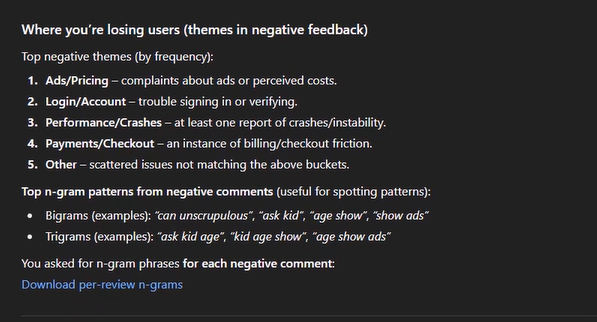 Where you’re losing users (themes in negative feedback)
Top negative themes (by frequency):
1. Ads/Pricing – complaints about ads or perceived costs.
2. Login/Account – trouble signing in or verifying.
3. Performance/Crashes – at least one report of crashes/instability.
4. Payments/Checkout – an instance of billing/checkout friction.
5. Other – scattered issues not matching the above buckets.
Top n-gram patterns from negative comments (useful for spotting patterns):
• Bigrams (examples): “can unscrupulous”, “ask kid”, “age show”, “show ads”
• Trigrams (examples): “ask kid age”, “kid age show”, “age show ads”
You asked for n-gram phrases for each negative comment:
Download per-review n-grams